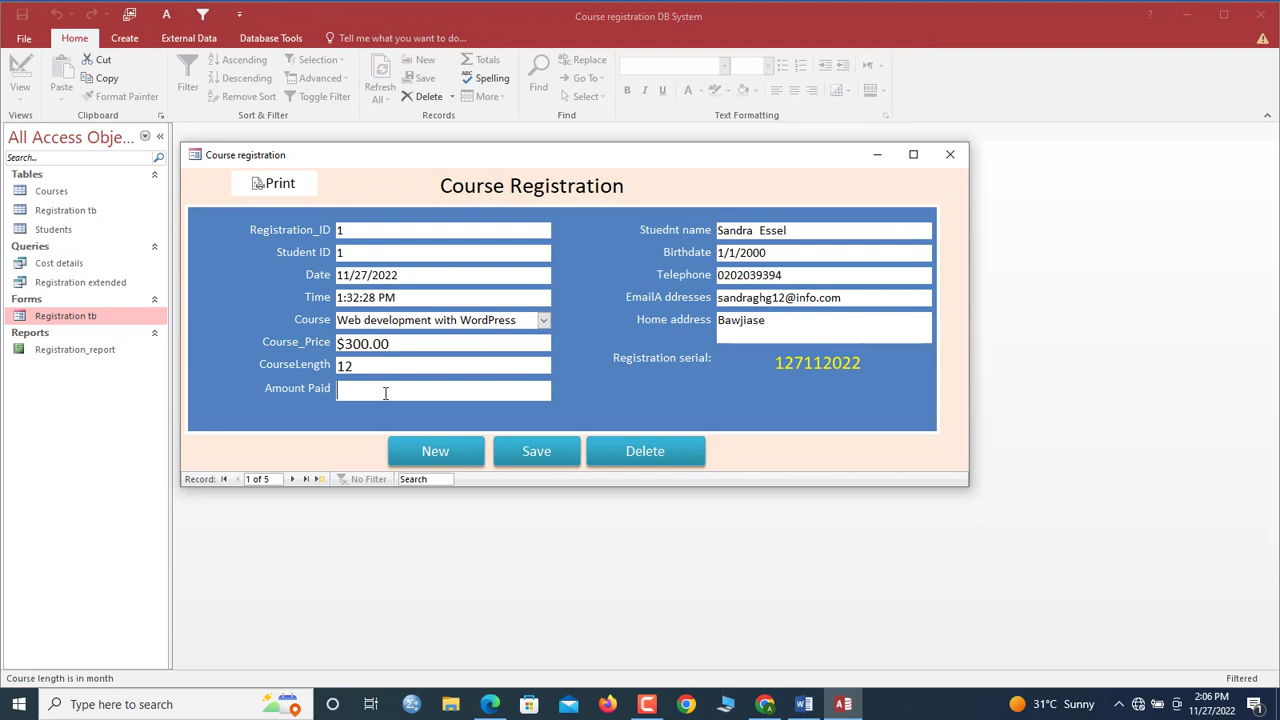 Course registration DB System
?
File
Home
Create
External Data
Database Tools
Tell me what you want to do...
View
Views
Paste
Cut
Copy
Format Painter
Clipboard
Filter
Ascending
Descending
Remove Sort
Selection
Advanced
Toggle Filter
Sort & Filter
Refresh All
New
Save
Delete
Totals
Spelling
More
Records
Find
Replace
Go To
Select
Find
B I U
A
Text Formatting
All Access Obje...
Search...
Tables
Courses
Registration tb
Students
Queries
Cost details
Registration extended
Forms
Registration tb
Reports
Registration_report
Course registration
Print
Course Registration
Registration_ID 1
Student ID 1
Date 11/27/2022
Time 1:32:28 PM
Course Web development with WordPress
Course_Price $300.00
CourseLength 12
Amount Paid
Stuednt name Sandra Essel
Birthdate 1/1/2000
Telephone 0202039394
EmailA ddresses sandraghg12@info.com
Home address Bawjiase
Registration serial: 127112022
New
Save
Delete
Record: 1 of 5 No Filter Search
Course length is in month
Filtered
Type here to search
31°C Sunny
2:06 PM
11/27/2022